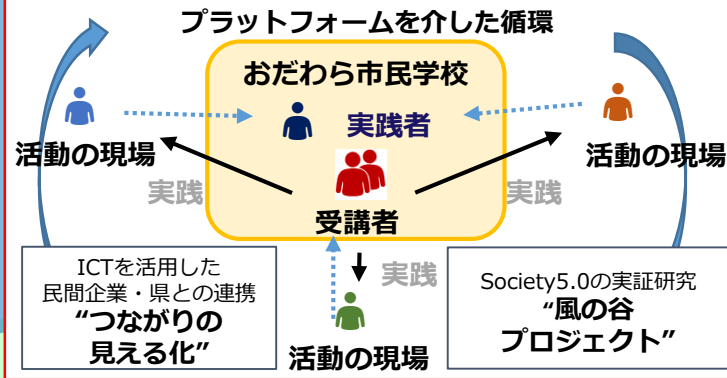 プラットフォームを介した循環
おだわら市民学校
実践者
活動の現場
活動の現場
実践
実践
受講者
ICTを活用した
民間企業・県との連携
“つながりの
見える化”
実践
活動の現場
Society5.0の実証研究
“風の谷
プロジェクト”